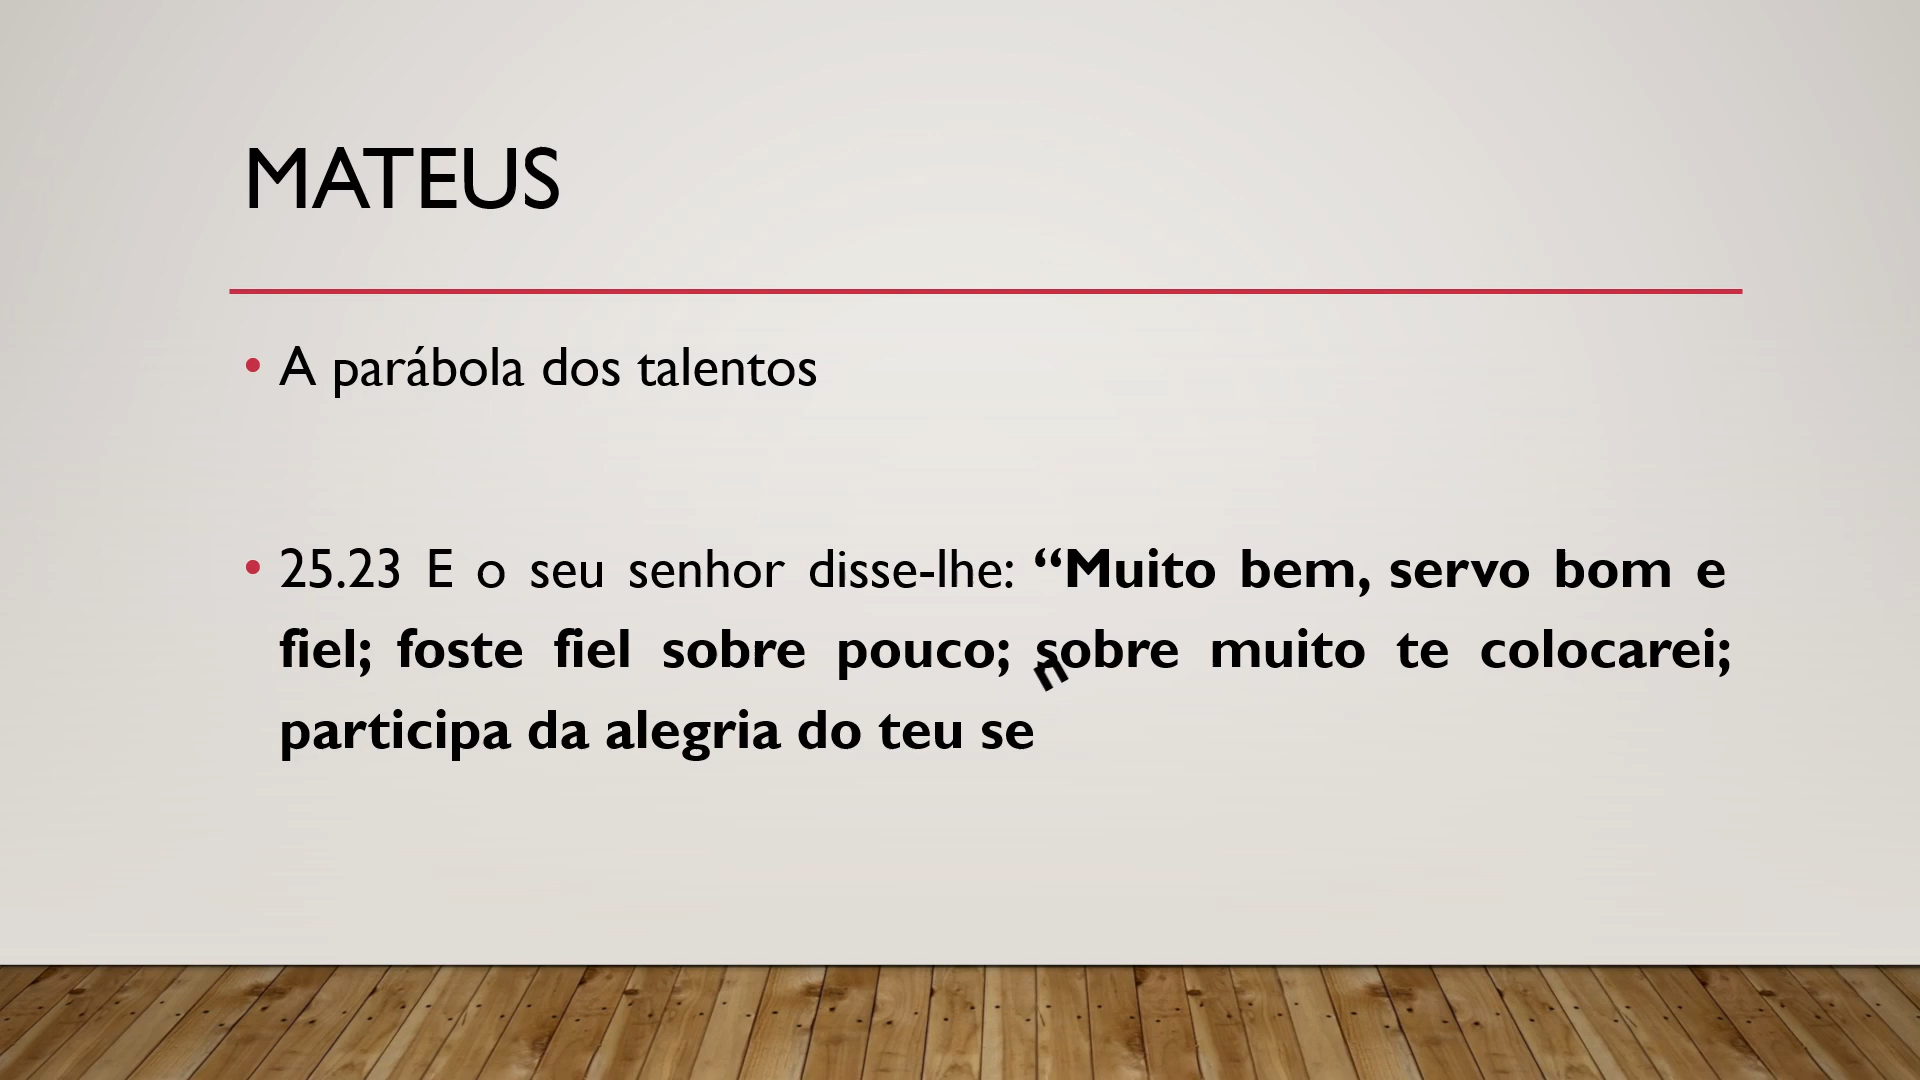 MATEUS
• A parábola dos talentos
• 25.23 E o seu senhor disse-lhe: “Muito bem, servo bom e
fiel; foste fiel sobre pouco; sobre muito te colocarei;
participa da alegria do teu se
n